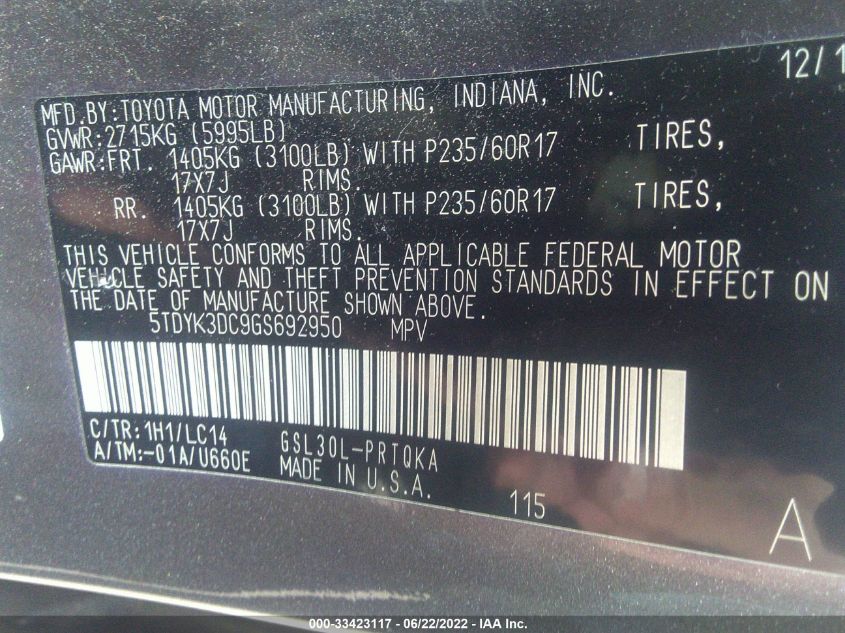 12/1
MFD.BY:TOYOTA MOTOR MANUFACTURING, INDIANA, INC.
GVWR:2715KG (5995LB)
GAWR:FRT. 1405KG (3100LB) WITH P235/60R17 TIRES,
17X7J RIMS.
RR. 1405KG (3100LB) WITH P235/60R17 TIRES,
17X7J RIMS.
THIS VEHICLE CONFORMS TO ALL APPLICABLE FEDERAL MOTOR
VEHICLE SAFETY AND THEFT PREVENTION STANDARDS IN EFFECT ON
THE DATE OF MANUFACTURE SHOWN ABOVE.
5TDYK3DC9GS692950 MPV
C/TR:1H1/LC14 GSL30L-PRTQKA
A/TM:-01A/U660E MADE IN U.S.A.
115
A
000-33423117 - 06/22/2022 - IAA Inc.